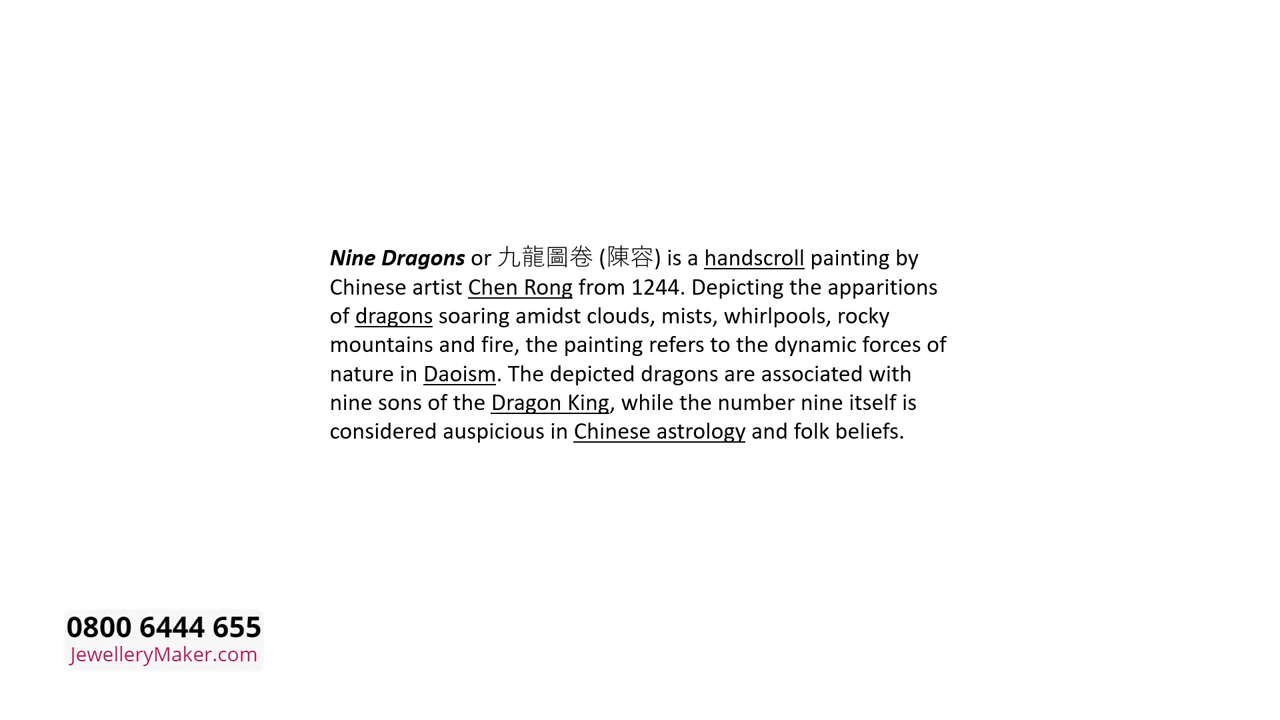 Nine Dragons or 九龍圖卷 (陳容) is a handscroll painting by
Chinese artist Chen Rong from 1244. Depicting the apparitions
of dragons soaring amidst clouds, mists, whirlpools, rocky
mountains and fire, the painting refers to the dynamic forces of
nature in Daoism. The depicted dragons are associated with
nine sons of the Dragon King, while the number nine itself is
considered auspicious in Chinese astrology and folk beliefs.
0800 6444 655
JewelleryMaker.com